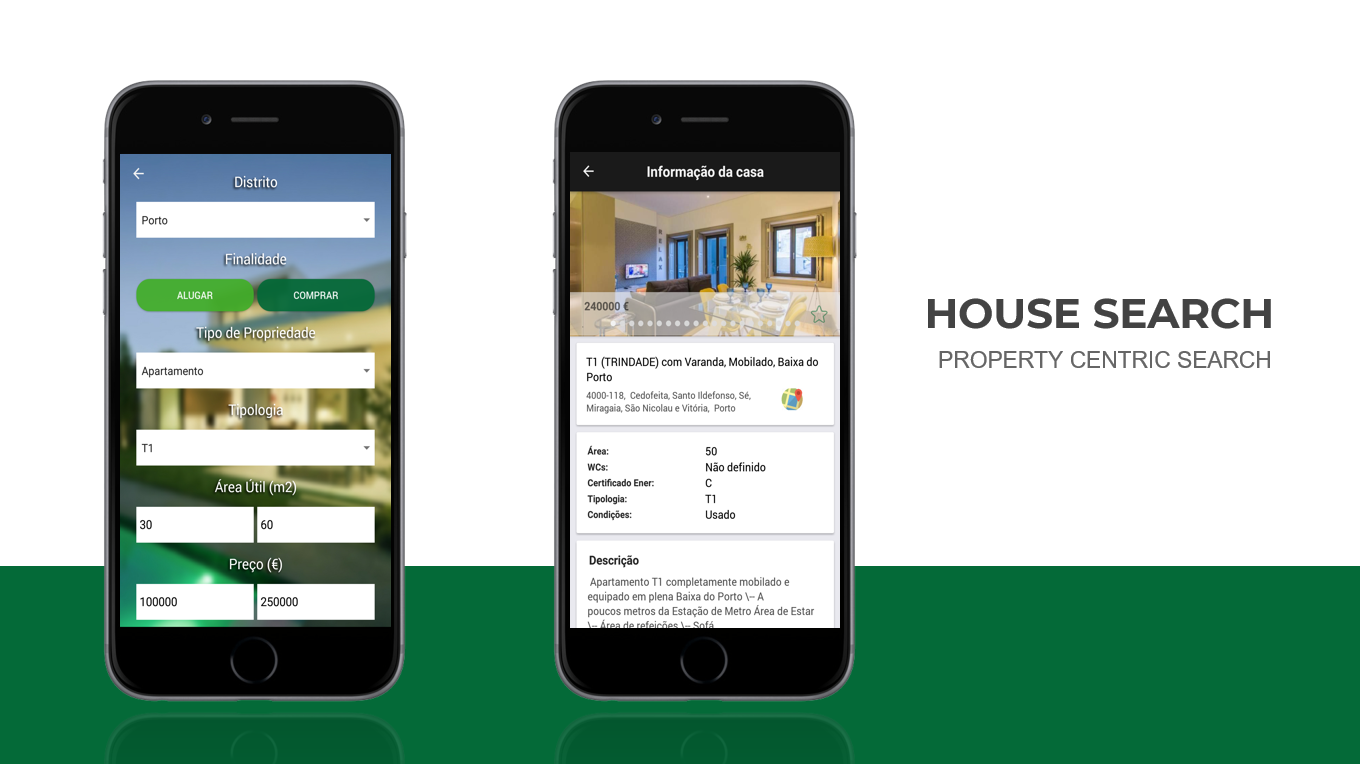 Distrito
Porto
Finalidade
ALUGAR COMPRAR
Tipo de Propriedade
Apartamento
Tipologia
T1
Área Útil (m2)
30 60
Preço (€)
100000 250000
Informação da casa
RELAX
240000 €
T1 (TRINDADE) com Varanda, Mobilado, Baixa do
Porto
4000-118, Cedofeita, Santo Ildefonso, Sé,
Miragaia, São Nicolau e Vitória, Porto
Área: 50
WCs: Não definido
Certificado Ener: C
Tipologia: T1
Condições: Usado
Descrição
Apartamento T1 completamente mobilado e
equipado em plena Baixa do Porto \-- A
poucos metros da Estação de Metro Área de Estar
\-- Área de refeições \-- Sofá
HOUSE SEARCH
PROPERTY CENTRIC SEARCH